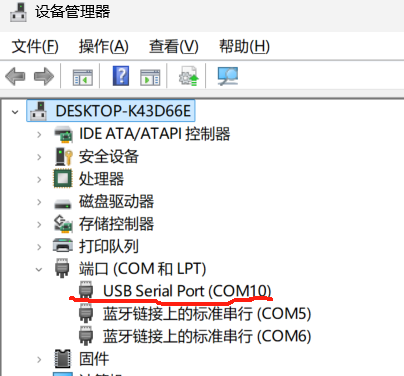 设备管理器
文件(F) 操作(A) 查看(V) 帮助(H)
DESKTOP-K43D66E
IDE ATA/ATAPI 控制器
安全设备
处理器
磁盘驱动器
存储控制器
打印队列
端口 (COM 和 LPT)
USB Serial Port (COM10)
蓝牙链接上的标准串行 (COM5)
蓝牙链接上的标准串行 (COM6)
固件